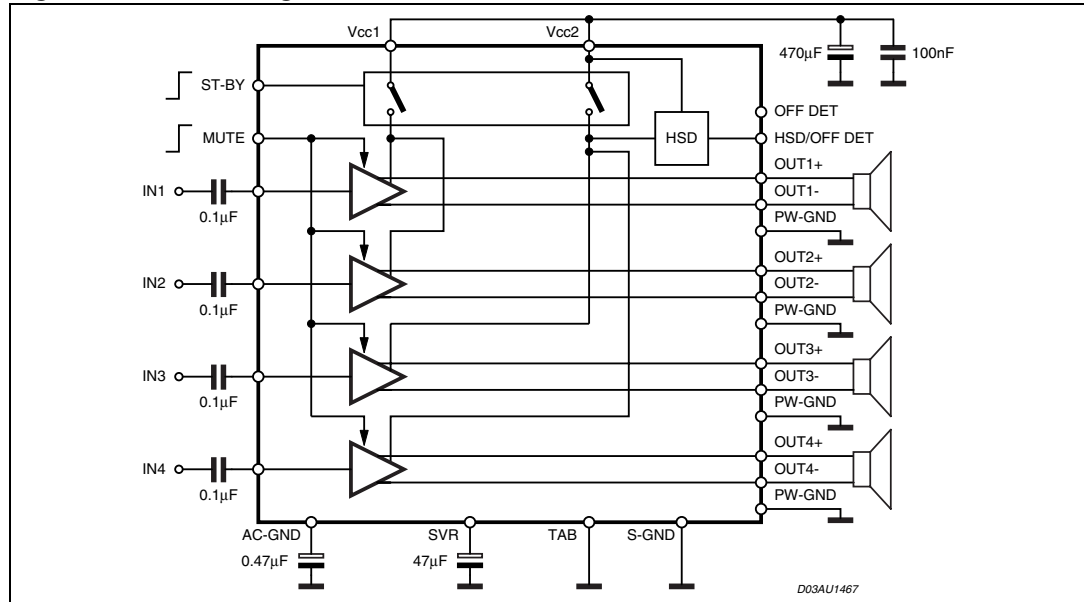 Vcc1
Vcc2
470µF
100nF
ST-BY
OFF DET
MUTE
HSD
HSD/OFF DET
OUT1+
IN1
OUT1-
0.1µF
PW-GND
OUT2+
IN2
OUT2-
0.1µF
PW-GND
OUT3+
IN3
OUT3-
0.1µF
PW-GND
OUT4+
IN4
OUT4-
0.1µF
PW-GND
AC-GND
SVR
TAB
S-GND
0.47µF
47µF
D03AU1467